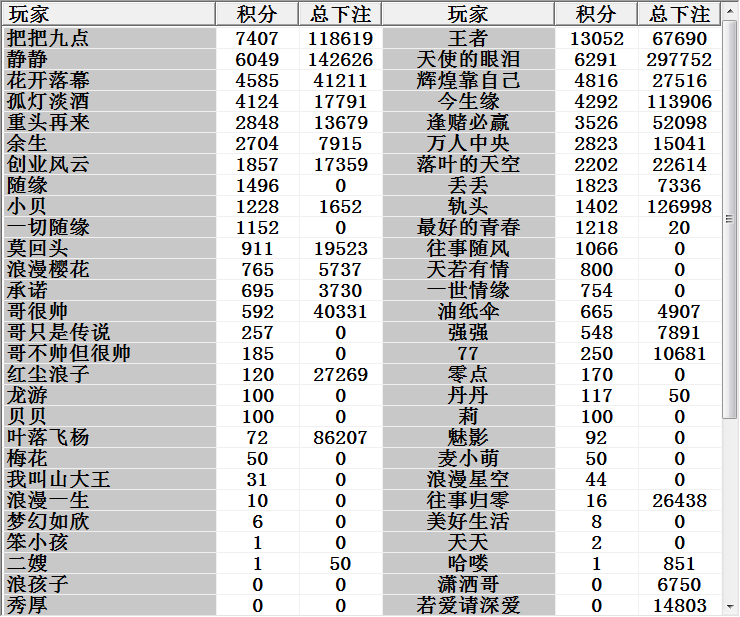 玩家 积分 总下注 玩家 积分 总下注
把把九点 7407 118619 王者 13052 67690
静静 6049 142626 天使的眼泪 6291 297752
花开落幕 4585 41211 辉煌靠自己 4816 27516
孤灯淡酒 4124 17791 今生缘 4292 113906
重头再来 2848 13679 逢赌必赢 3526 52098
余生 2704 7915 万人中央 2823 15041
创业风云 1857 17359 落叶的天空 2202 22614
随缘 1496 0 丢丢 1823 7336
小贝 1228 1652 轨头 1402 126998
一切随缘 1152 0 最好的青春 1218 20
莫回头 911 19523 往事随风 1066 0
浪漫樱花 765 5737 天若有情 800 0
承诺 695 3730 一世情缘 754 0
哥很帅 592 40331 油纸伞 665 4907
哥只是传说 257 0 强强 548 7891
哥不帅但很帅 185 0 77 250 10681
红尘浪子 120 27269 零点 170 0
龙游 100 0 丹丹 117 50
贝贝 100 0 莉 100 0
叶落飞杨 72 86207 魅影 92 0
梅花 50 0 麦小萌 50 0
我叫山大王 31 0 浪漫星空 44 0
浪漫一生 10 0 往事归零 16 26438
梦幻如欣 6 0 美好生活 8 0
笨小孩 1 0 天天 2 0
二嫂 1 50 哈喽 1 851
浪孩子 0 0 潇洒哥 0 6750
秀厚 0 0 若爱请深爱 0 14803